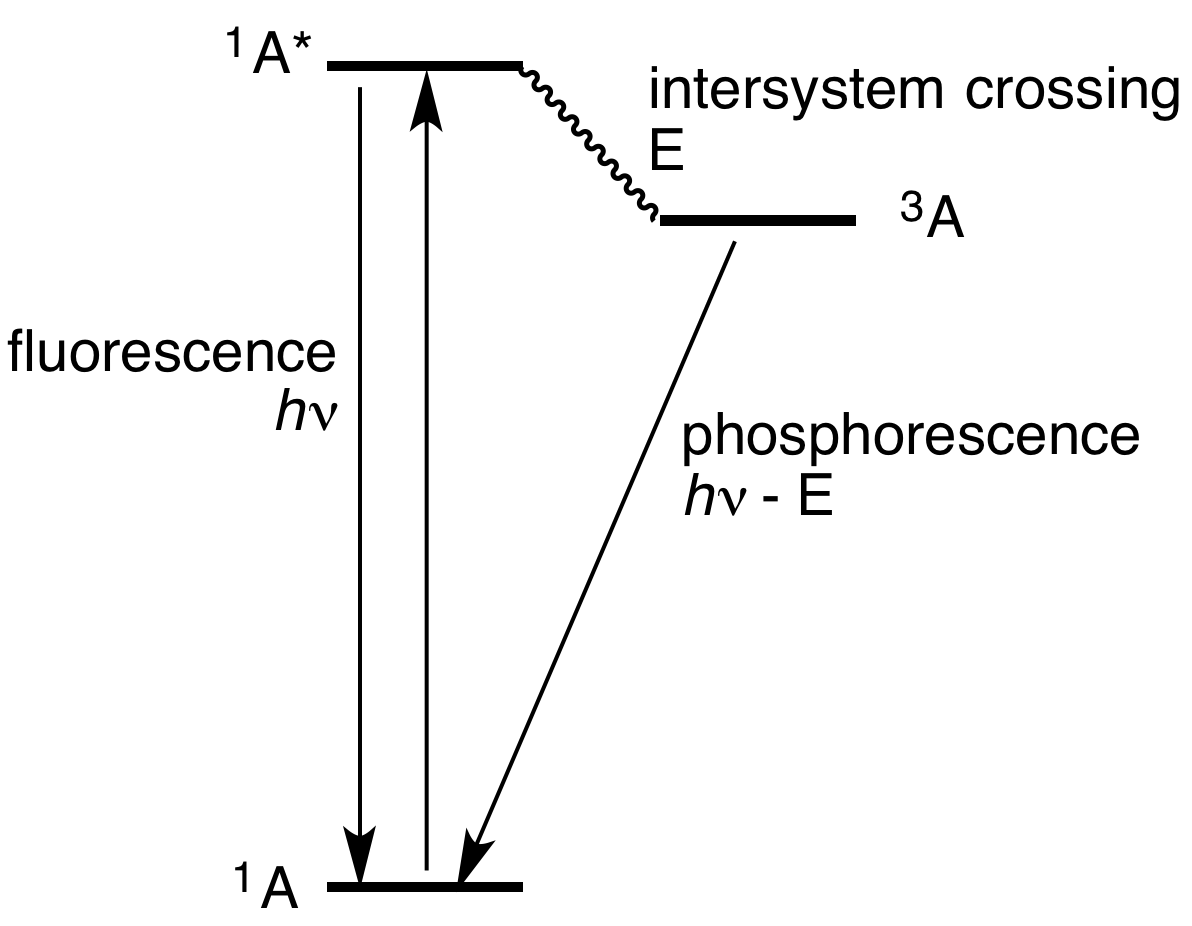 ¹A*
intersystem crossing
E
³A
fluorescence
hν
phosphorescence
hν - E
¹A